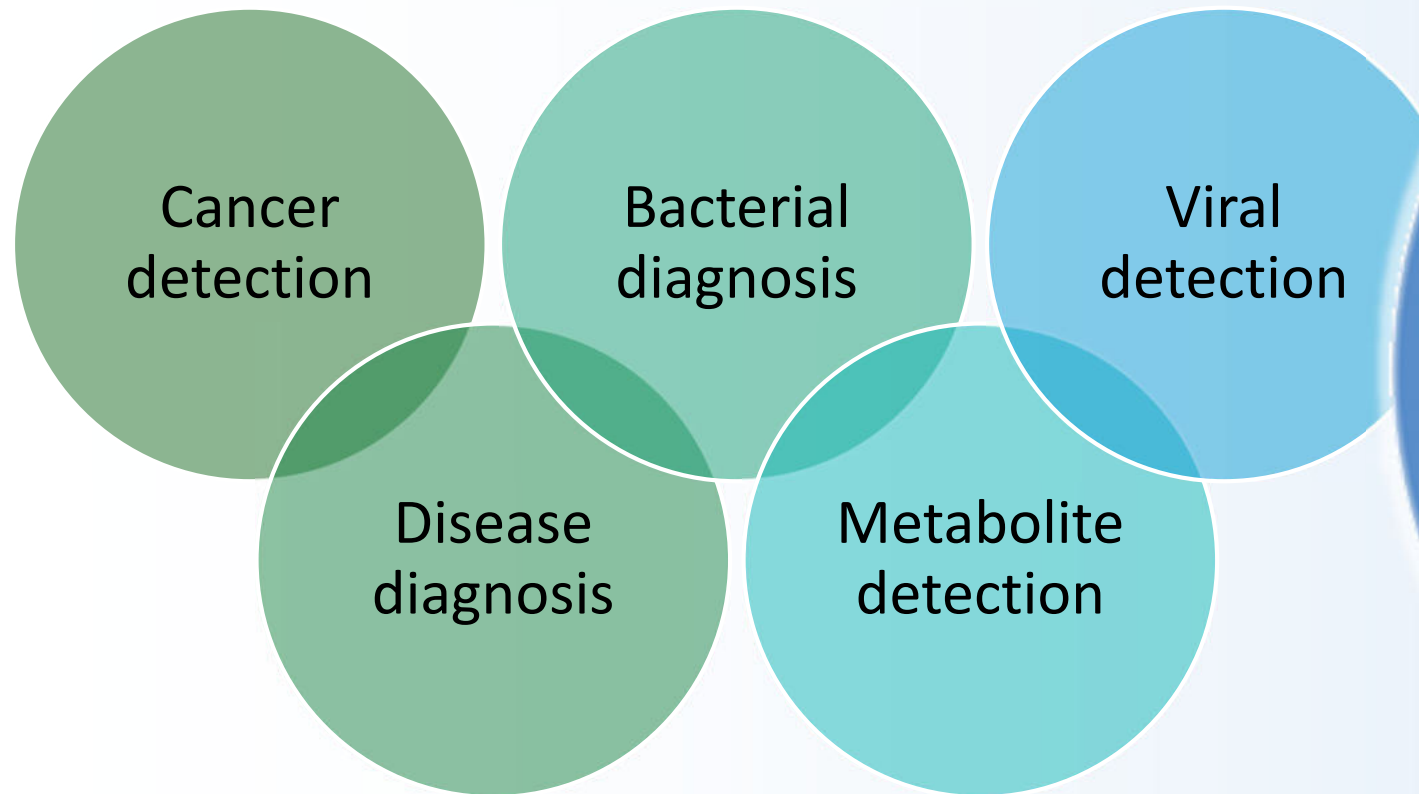 Cancer
detection
Bacterial
diagnosis
Viral
detection
Disease
diagnosis
Metabolite
detection